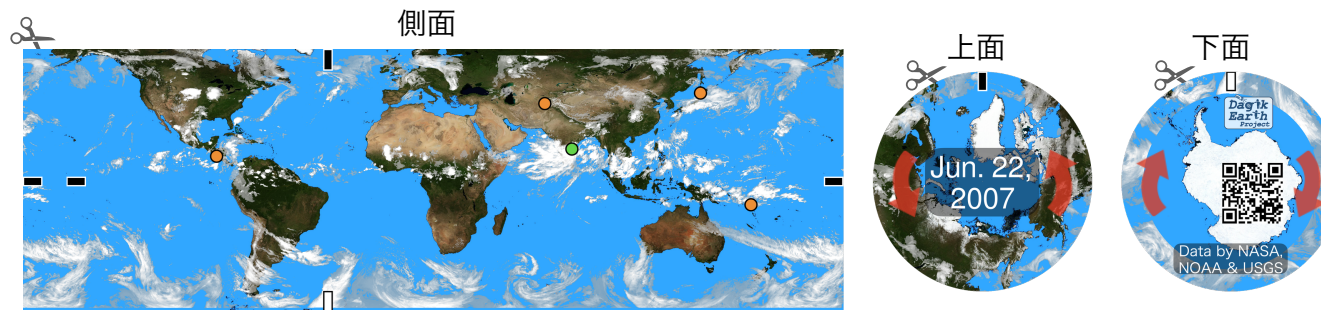 側面
上面
下面
Jun. 22,
2007
Dagik
Earth
Project
Data by NASA,
NOAA & USGS